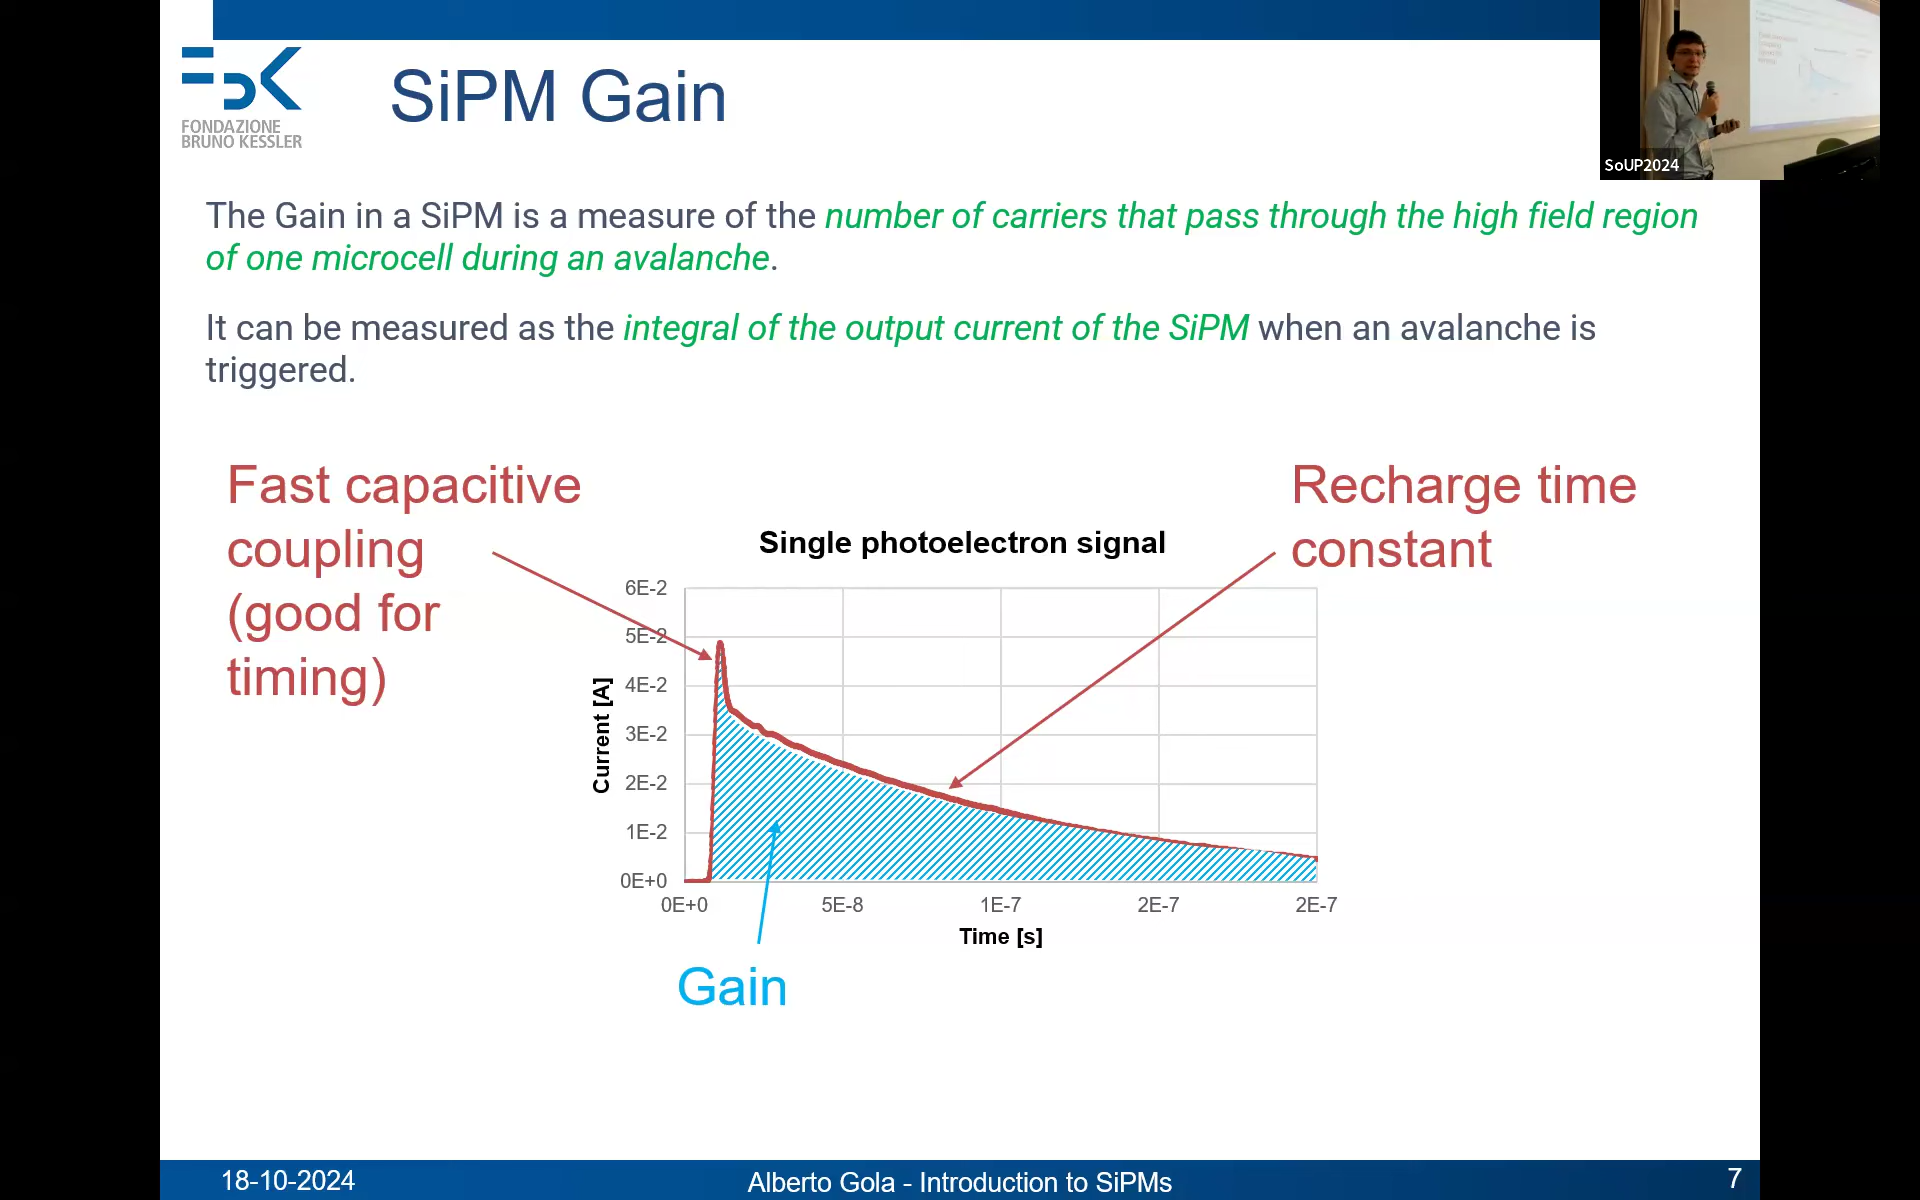 SiPM Gain
FONDAZIONE
BRUNO KESSLER
SoUP2024
The Gain in a SiPM is a measure of the number of carriers that pass through the high field region
of one microcell during an avalanche.
It can be measured as the integral of the output current of the SiPM when an avalanche is
triggered.
Fast capacitive
coupling
(good for
timing)
Recharge time
constant
Single photoelectron signal
6E-2
5E-2
4E-2
3E-2
2E-2
1E-2
0E+0
Current [A]
0E+0 5E-8 1E-7 2E-7 2E-7
Time [s]
Gain
18-10-2024
Alberto Gola - Introduction to SiPMs
7